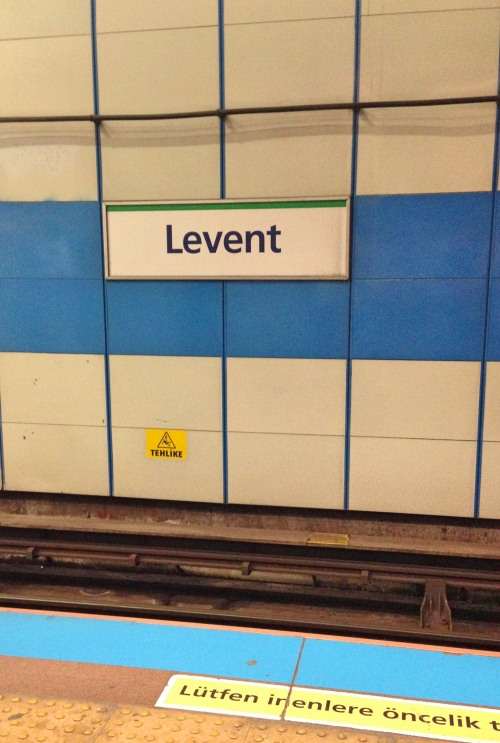 Levent
TEHLİKE
Lütfen inenlere öncelik t